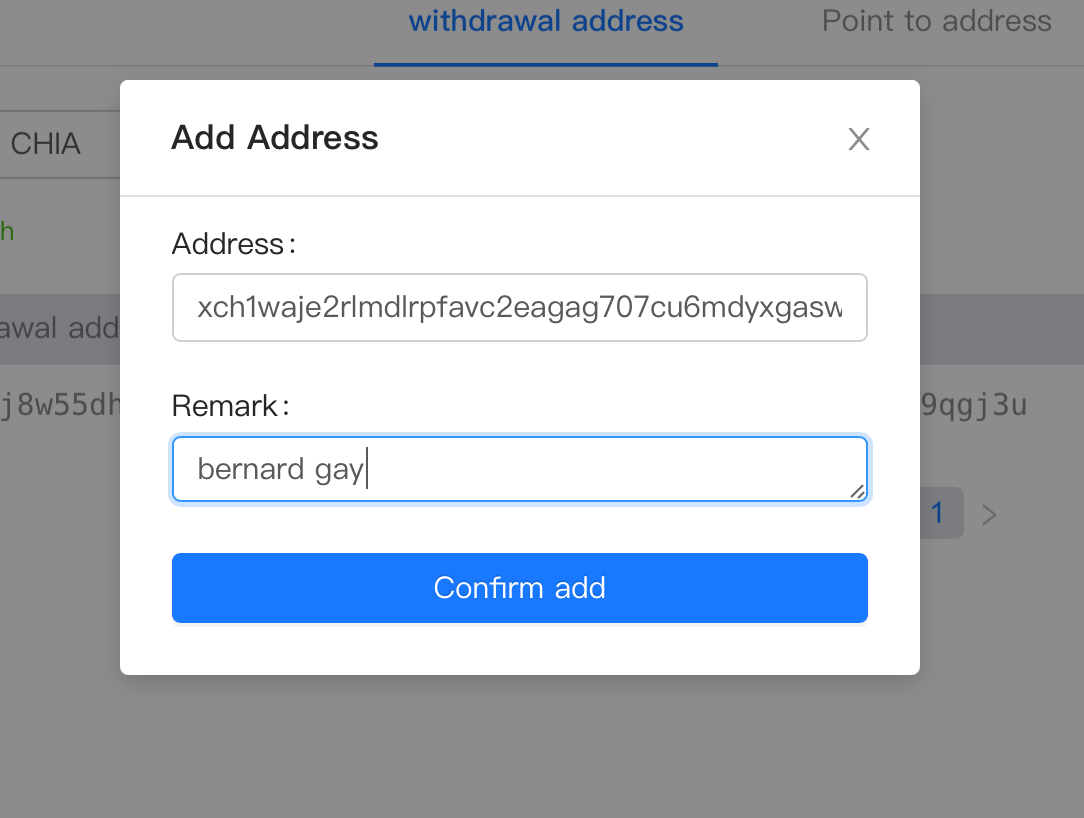 withdrawal address
Point to address
CHIA
Add Address
h
Address:
xch1waje2rlmdlrpfavc2eagag707cu6mdyxgasw
awal add
j8w55dh
9qgj3u
Remark:
bernard gay
1
Confirm add